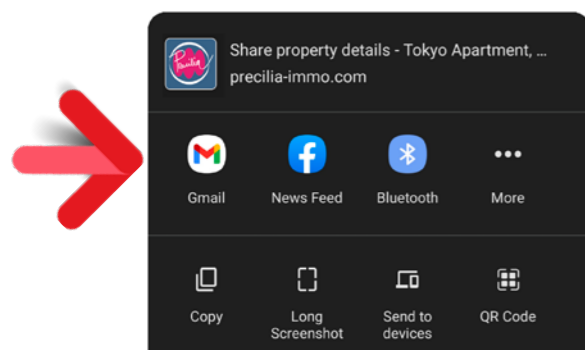 Precilia
Share property details - Tokyo Apartment, ...
precilia-immo.com
Gmail
News Feed
Bluetooth
More
Copy
Long
Screenshot
Send to
devices
QR Code